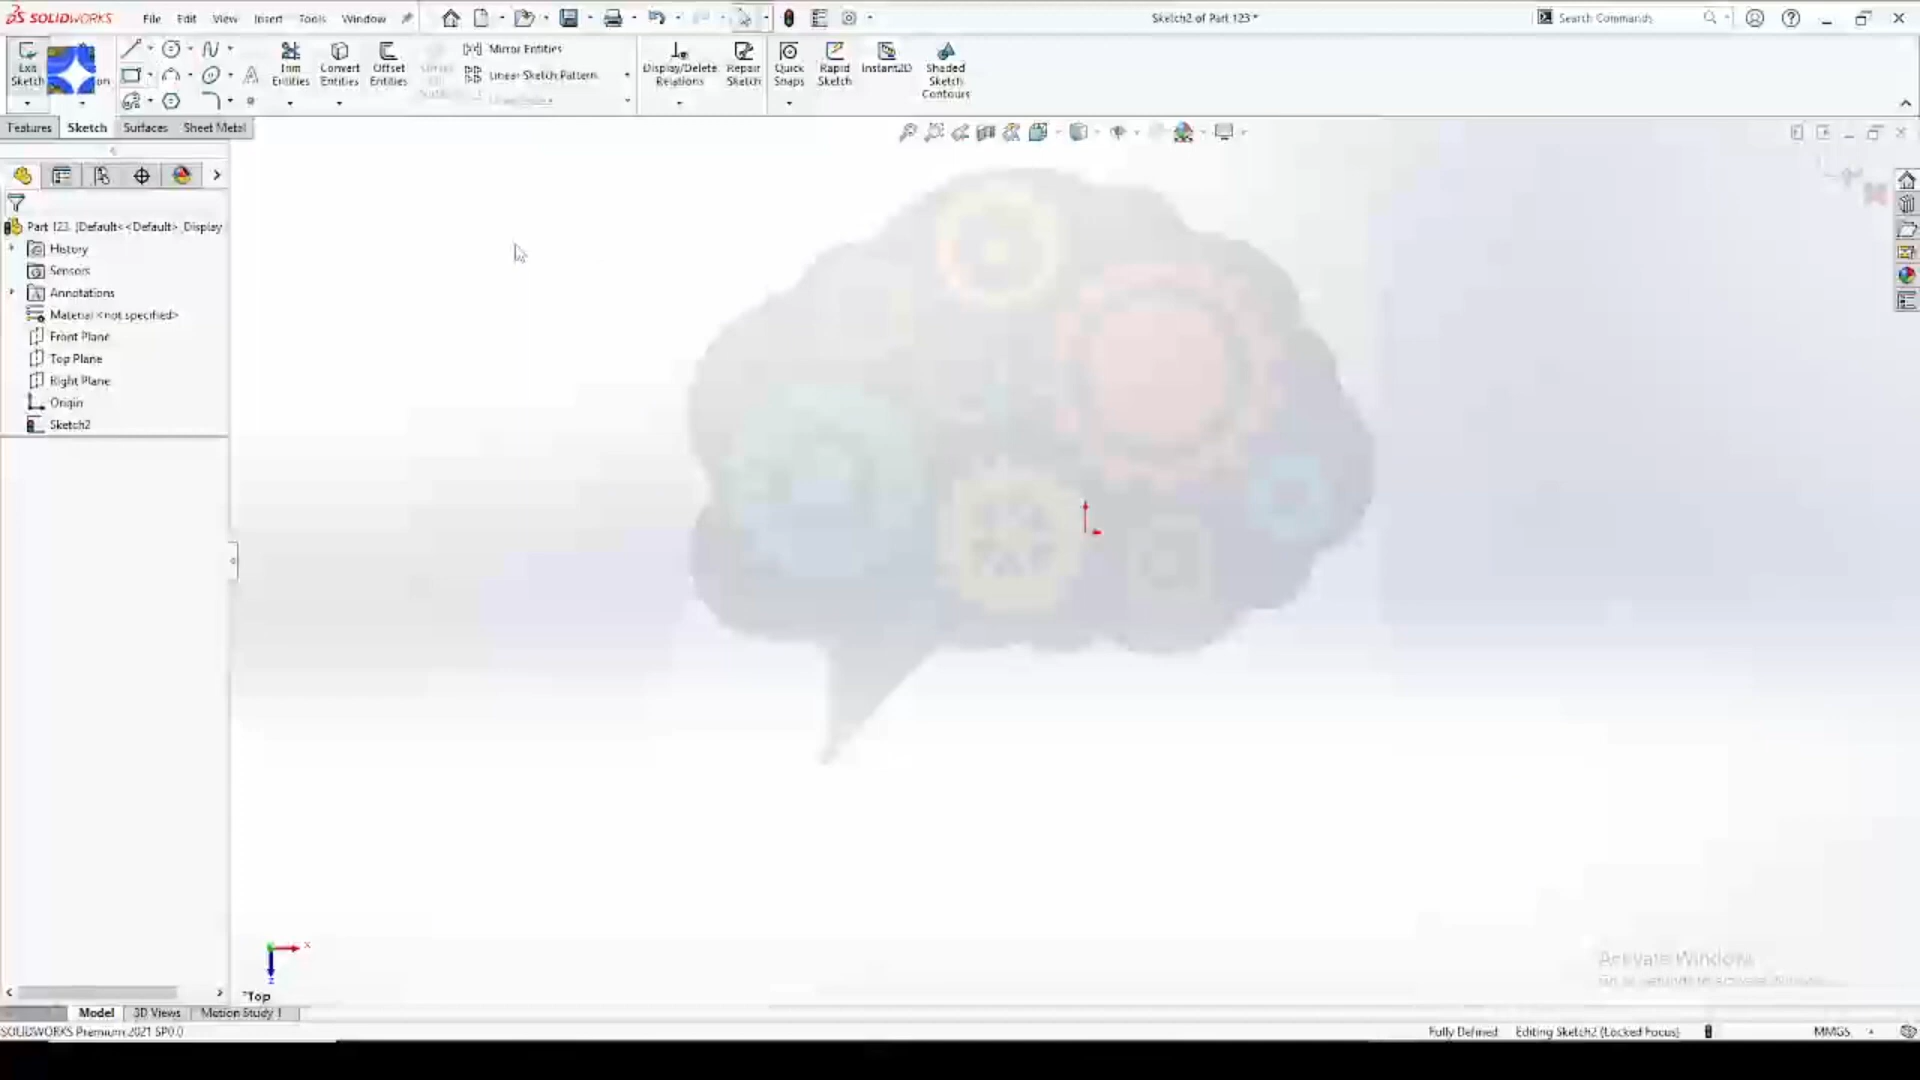 SOLIDWORKS File Edit View Insert Tools Window
Sketch2 of Part 123 *
Search Commands
Exit Sketch
Trim Entities
Convert Entities
Offset Entities
Mirror Entities
Linear Sketch Pattern
Display/Delete Relations
Repair Sketch
Quick Snaps
Rapid Sketch
Instant2D
Shaded Sketch Contours
Features Sketch Surfaces Sheet Metal
Part 123 (Default<<Default>_Display
History
Sensors
Annotations
Material <not specified>
Front Plane
Top Plane
Right Plane
Origin
Sketch2
x
z
*Top
Activate Windows
Model 3D Views Motion Study 1
SOLIDWORKS Premium 2021 SP0.0
Fully Defined Editing Sketch2 (Locked Focus) MMGS